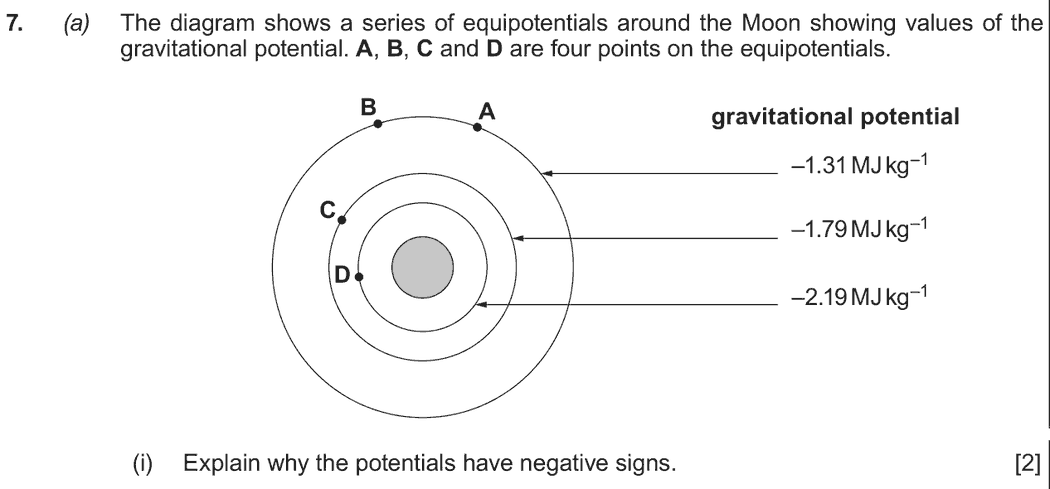 7. (a) The diagram shows a series of equipotentials around the Moon showing values of the
gravitational potential. A, B, C and D are four points on the equipotentials.
B
A
gravitational potential
–1.31 MJ kg⁻¹
C
–1.79 MJ kg⁻¹
D
–2.19 MJ kg⁻¹
(i) Explain why the potentials have negative signs. [2]